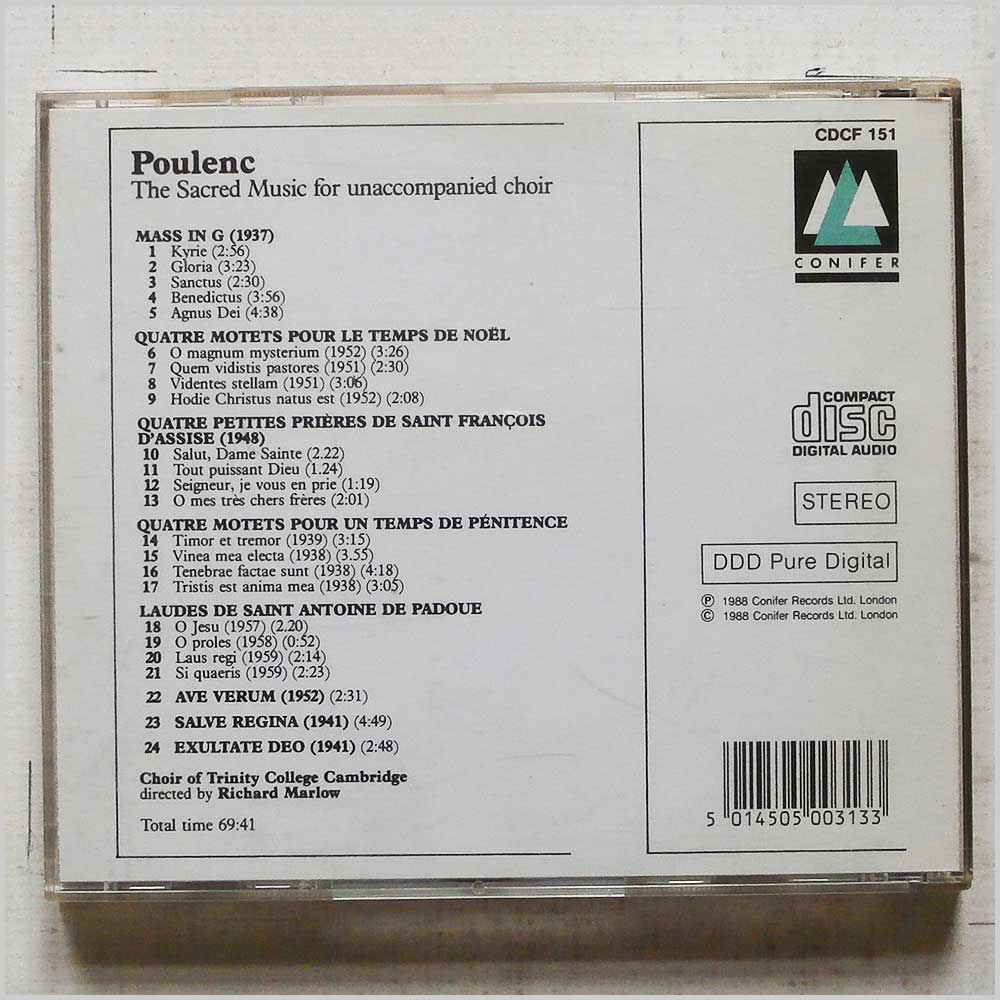 Poulenc
The Sacred Music for unaccompanied choir
MASS IN G (1937)
1 Kyrie (2:56)
2 Gloria (3:23)
3 Sanctus (2:30)
4 Benedictus (3:56)
5 Agnus Dei (4:38)
QUATRE MOTETS POUR LE TEMPS DE NOËL
6 O magnum mysterium (1952) (3:26)
7 Quem vidistis pastores (1951) (2:30)
8 Videntes stellam (1951) (3:06)
9 Hodie Christus natus est (1952) (2:08)
QUATRE PETITES PRIÈRES DE SAINT FRANÇOIS
D'ASSISE (1948)
10 Salut, Dame Sainte (2.22)
11 Tout puissant Dieu (1.24)
12 Seigneur, je vous en prie (1:19)
13 O mes très chers frères (2:01)
QUATRE MOTETS POUR UN TEMPS DE PÉNITENCE
14 Timor et tremor (1939) (3:15)
15 Vinea mea electa (1938) (3.55)
16 Tenebrae factae sunt (1938) (4:18)
17 Tristis est anima mea (1938) (3:05)
LAUDES DE SAINT ANTOINE DE PADOUE
18 O Jesu (1957) (2.20)
19 O proles (1958) (0:52)
20 Laus regi (1959) (2:14)
21 Si quaeris (1959) (2:23)
22 AVE VERUM (1952) (2:31)
23 SALVE REGINA (1941) (4:49)
24 EXULTATE DEO (1941) (2:48)
Choir of Trinity College Cambridge
directed by Richard Marlow
Total time 69:41
CDCF 151
CONIFER
COMPACT
disc
DIGITAL AUDIO
STEREO
DDD Pure Digital
Ⓟ 1988 Conifer Records Ltd. London
© 1988 Conifer Records Ltd. London
5 014505 003133